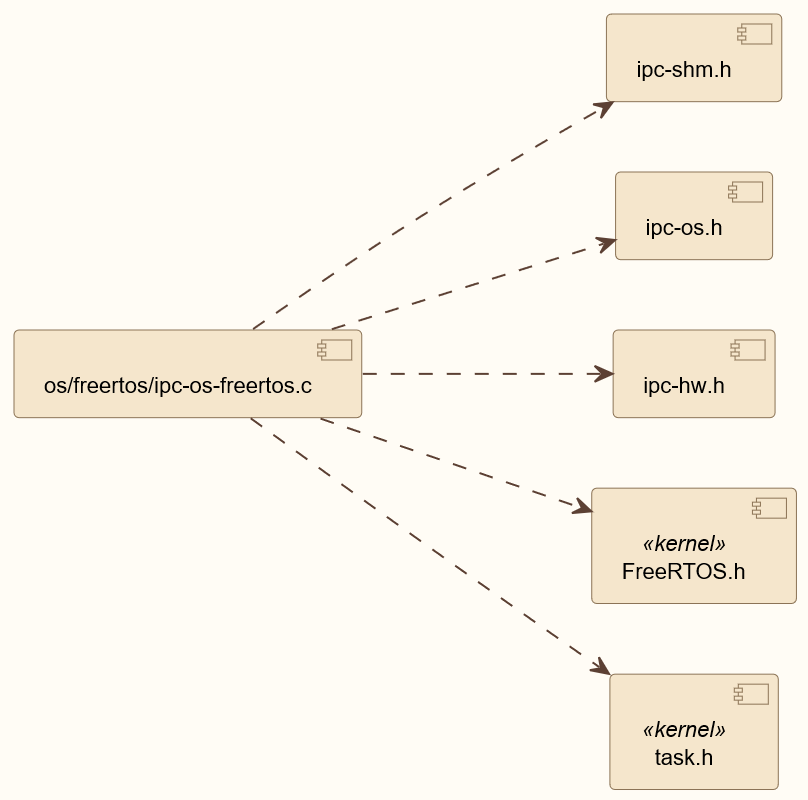 ipc-shm.h
ipc-os.h
os/freertos/ipc-os-freertos.c
ipc-hw.h
«kernel»
FreeRTOS.h
«kernel»
task.h